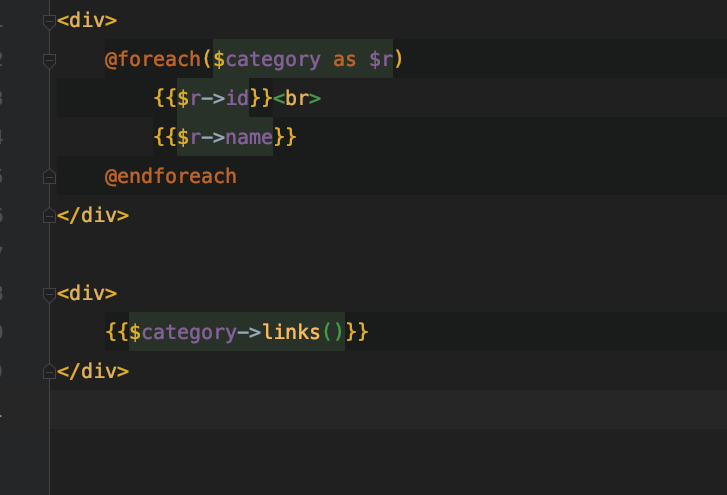 <div>
@foreach($category as $r)
{{$r->id}}<br>
{{$r->name}}
@endforeach
</div>
<div>
{{$category->links()}}
</div>